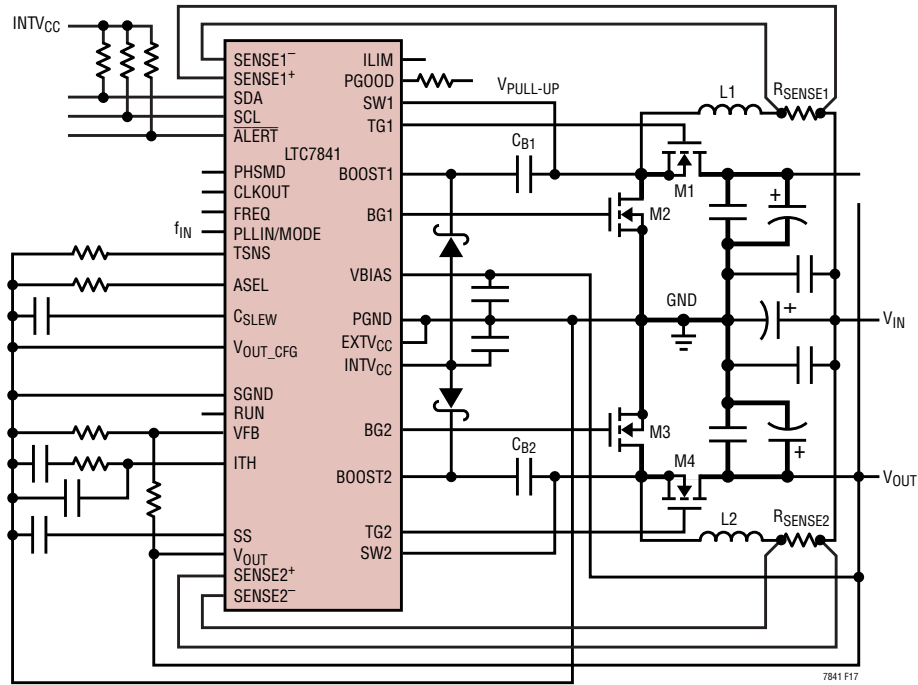 INTVCC
SENSE1–
SENSE1+
SDA
SCL
ALERT
LTC7841
PHSMD
CLKOUT
FREQ
fIN
PLLIN/MODE
TSNS
ASEL
CSLEW
VOUT_CFG
SGND
RUN
VFB
ITH
SS
VOUT
SENSE2+
SENSE2–
ILIM
PGOOD
VPULL-UP
SW1
TG1
BOOST1
BG1
VBIAS
PGND
EXTVCC
INTVCC
BG2
BOOST2
TG2
SW2
CB1
CB2
L1
RSENSE1
M1
M2
GND
VIN
M3
M4
VOUT
L2
RSENSE2
7841 F17
+
+
+
+